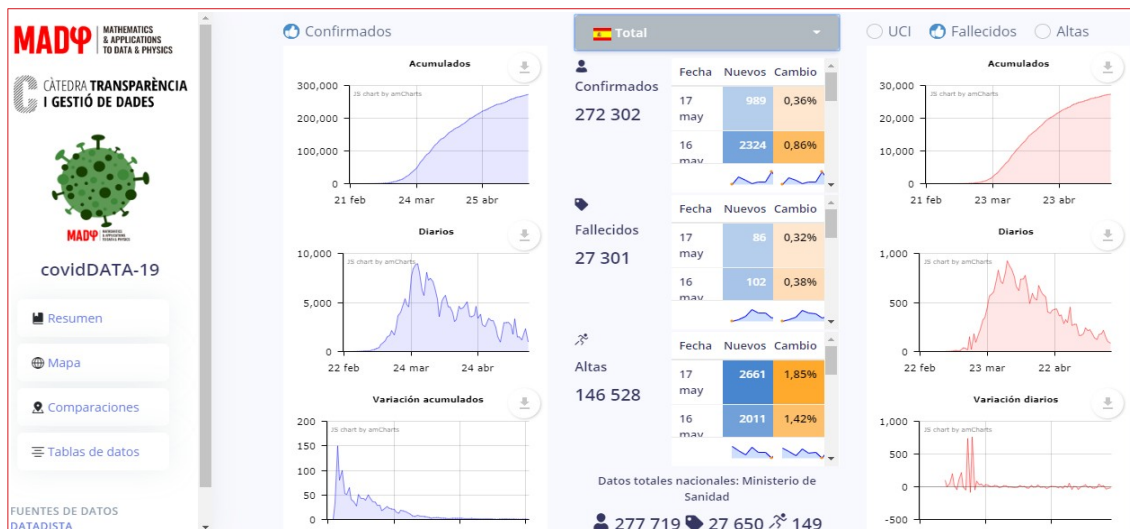 MADφ
MATHEMATICS
& APPLICATIONS
TO DATA & PHYSICS
CÀTEDRA TRANSPARÈNCIA
I GESTIÓ DE DADES
MADφ
covidDATA-19
Resumen
Mapa
Comparaciones
Tablas de datos
FUENTES DE DATOS
DATADISTA
Confirmados
Acumulados
JS chart by amCharts
300,000
200,000
100,000
0
21 feb 24 mar 25 abr
Diarios
JS chart by amCharts
10,000
5,000
0
22 feb 24 mar 24 abr
Variación acumulados
JS chart by amCharts
200
150
100
50
0
Total
Confirmados
272 302
Fecha Nuevos Cambio
17 may 989 0,36%
16 may 2324 0,86%
Fallecidos
27 301
Fecha Nuevos Cambio
17 may 86 0,32%
16 may 102 0,38%
Altas
146 528
Fecha Nuevos Cambio
17 may 2661 1,85%
16 may 2011 1,42%
Datos totales nacionales: Ministerio de
Sanidad
277 719 27 650 149
UCI Fallecidos Altas
Acumulados
JS chart by amCharts
30,000
20,000
10,000
0
21 feb 23 mar 23 abr
Diarios
JS chart by amCharts
1,000
500
0
22 feb 23 mar 22 abr
Variación diarios
JS chart by amCharts
1,000
500
0
-500